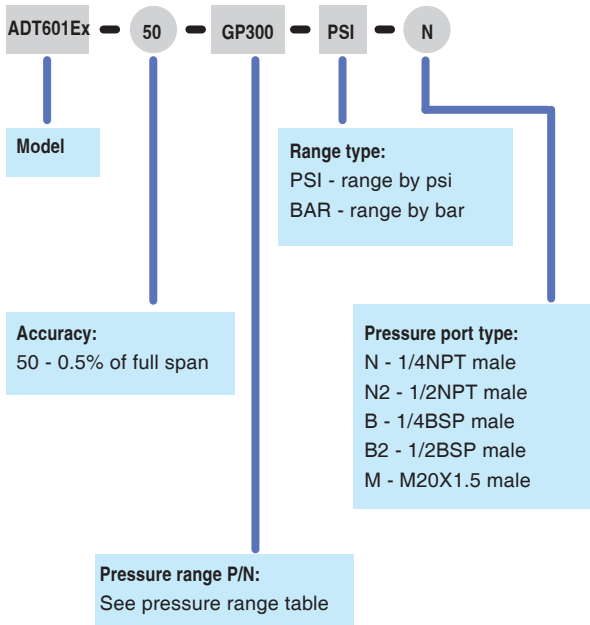 ADT601Ex - 50 - GP300 - PSI - N
Model
Range type:
PSI - range by psi
BAR - range by bar
Accuracy:
50 - 0.5% of full span
Pressure port type:
N - 1/4NPT male
N2 - 1/2NPT male
B - 1/4BSP male
B2 - 1/2BSP male
M - M20X1.5 male
Pressure range P/N:
See pressure range table